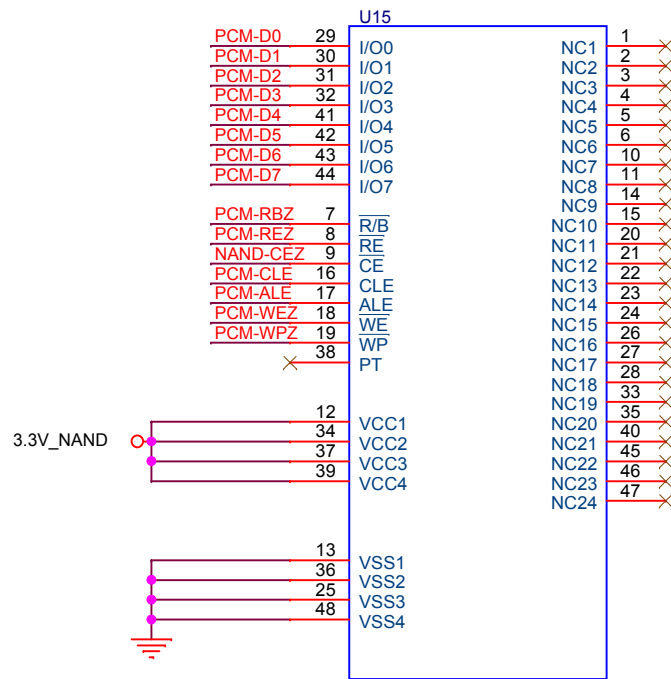 U15
PCM-D0 29 I/O0 NC1 1
PCM-D1 30 I/O1 NC2 2
PCM-D2 31 I/O2 NC3 3
PCM-D3 32 I/O3 NC4 4
PCM-D4 41 I/O4 NC5 5
PCM-D5 42 I/O5 NC6 6
PCM-D6 43 I/O6 NC7 10
PCM-D7 44 I/O7 NC8 11
NC9 14
PCM-RBZ 7 R/B NC10 15
PCM-REZ 8 RE NC11 20
NAND-CEZ 9 CE NC12 21
PCM-CLE 16 CLE NC13 22
PCM-ALE 17 ALE NC14 23
PCM-WEZ 18 WE NC15 24
PCM-WPZ 19 WP NC16 26
38 PT NC17 27
NC18 28
NC19 33
12 VCC1 NC20 35
3.3V_NAND 34 VCC2 NC21 40
37 VCC3 NC22 45
39 VCC4 NC23 46
NC24 47
13 VSS1
36 VSS2
25 VSS3
48 VSS4